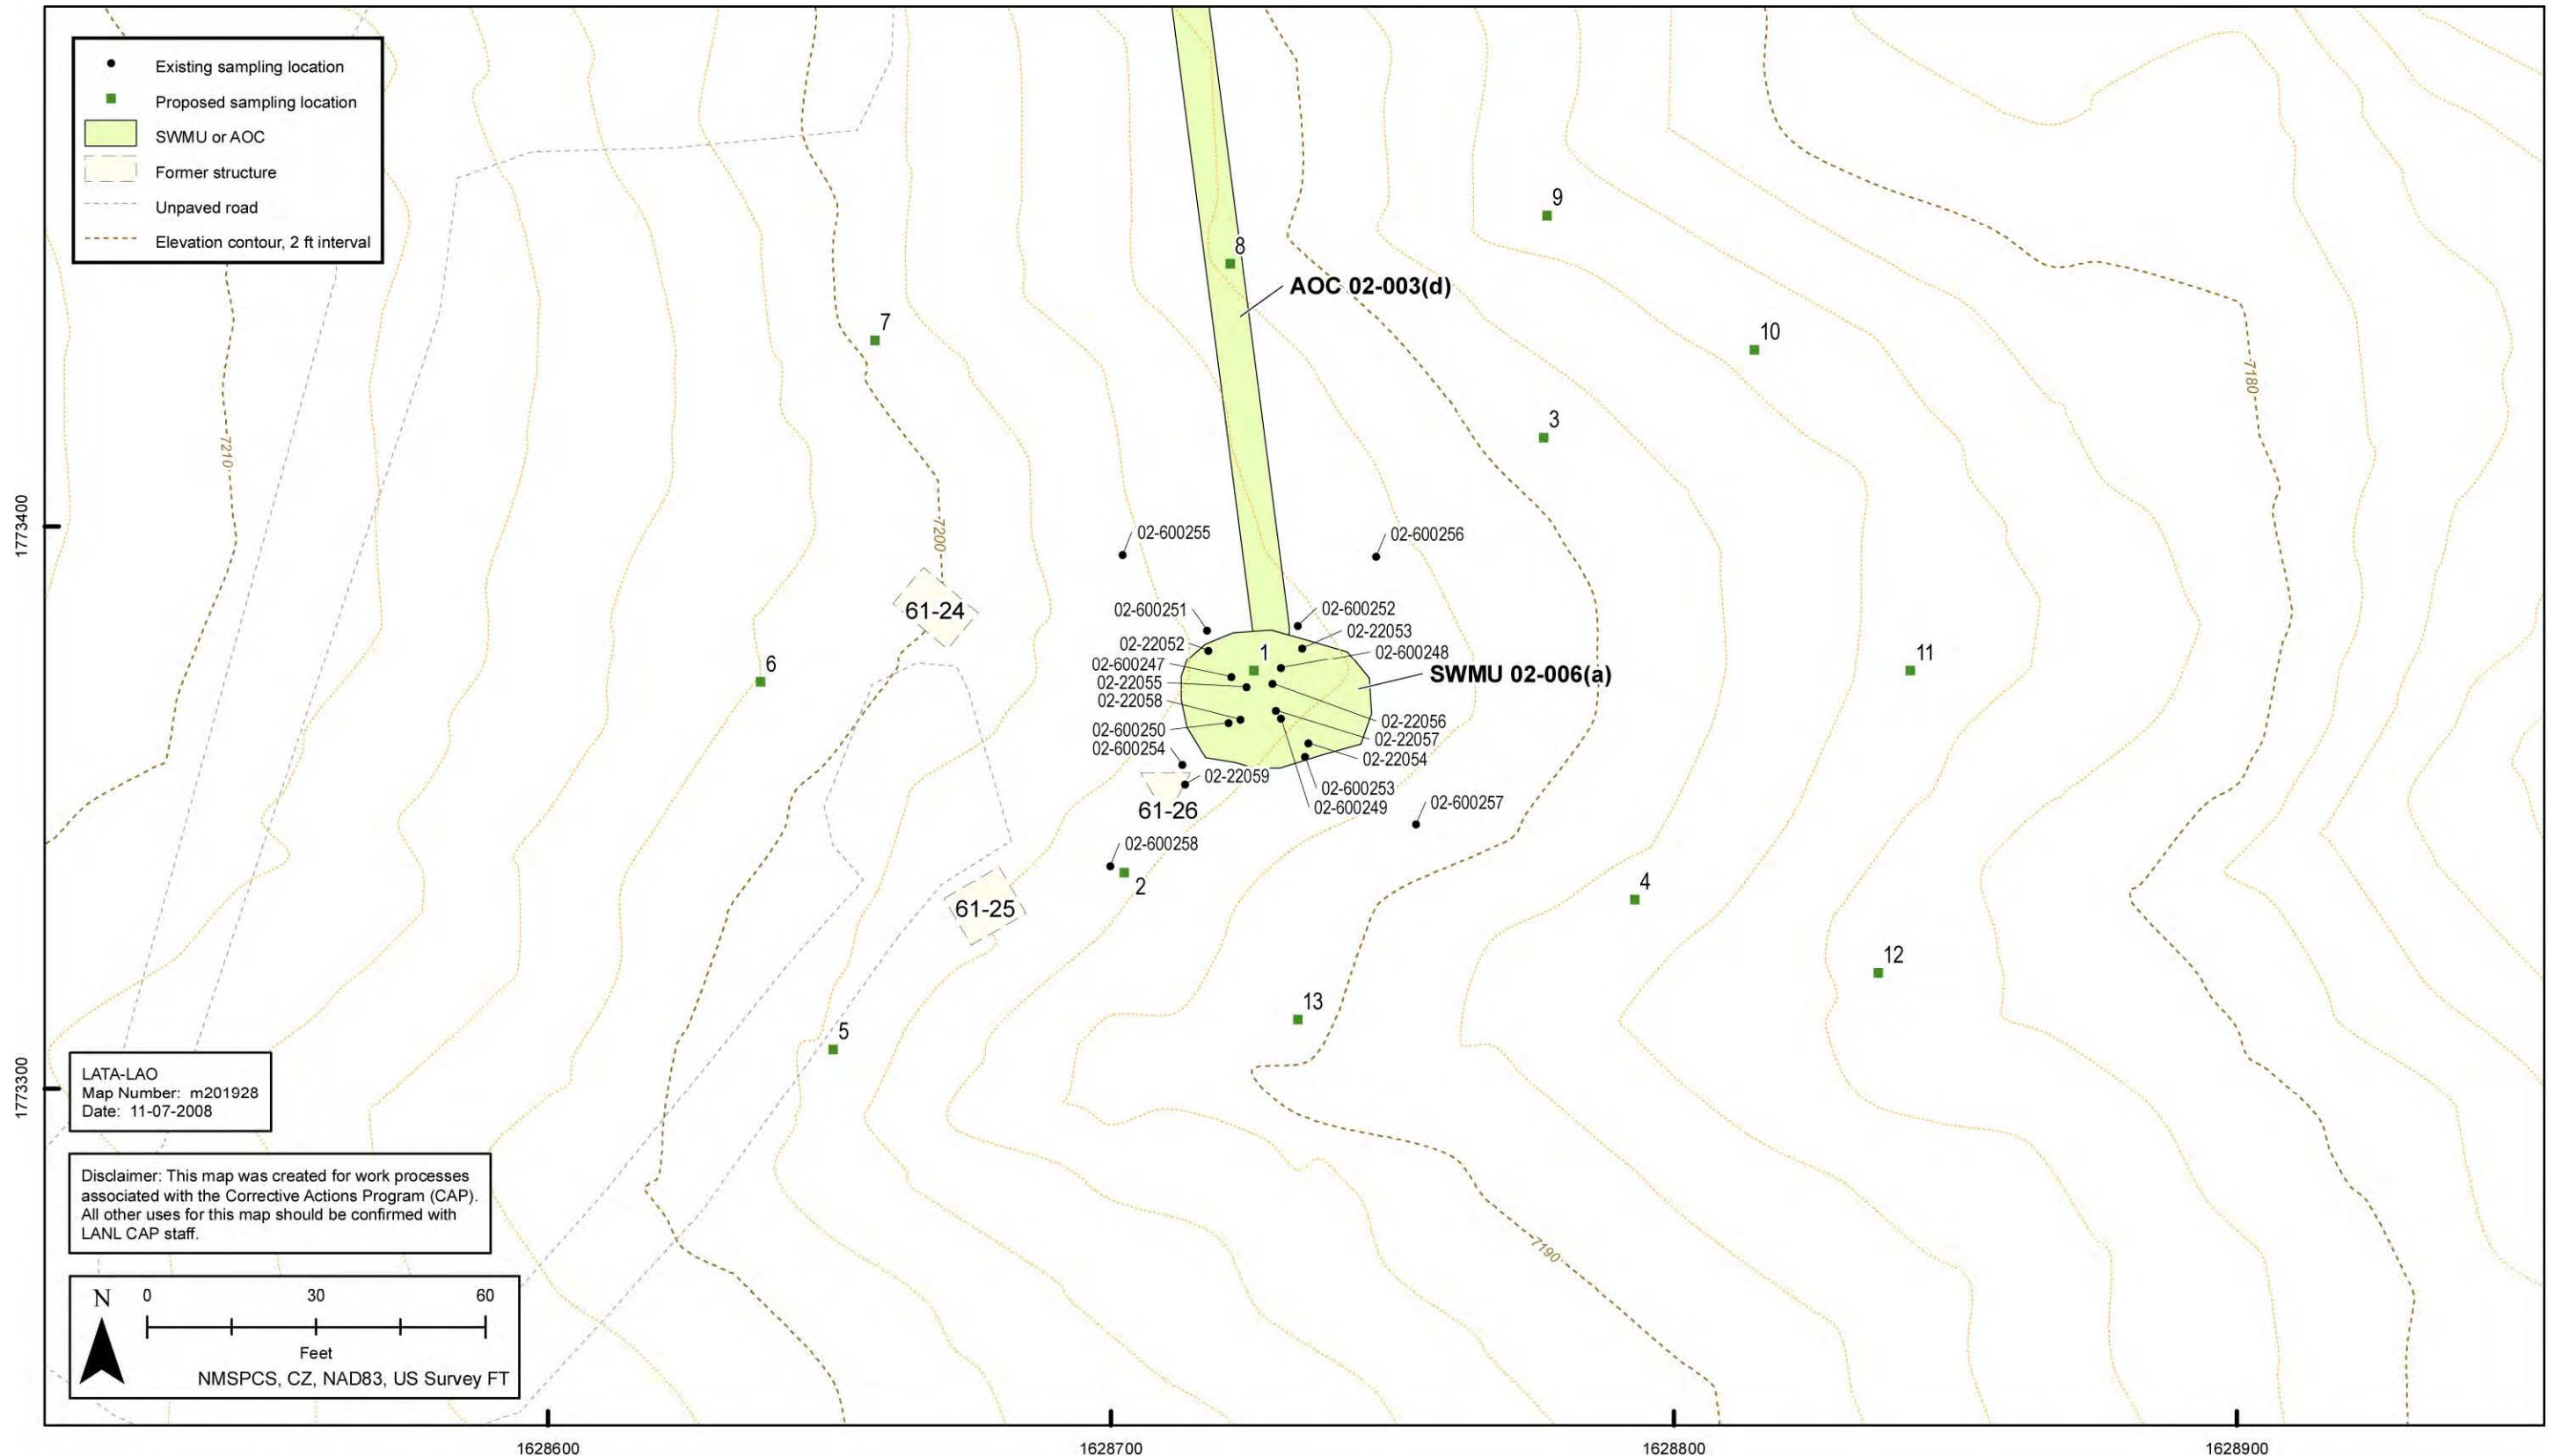 Existing sampling location
Proposed sampling location
SWMU or AOC
Former structure
Unpaved road
Elevation contour, 2 ft interval
9
8
AOC 02-003(d)
7
10
7180
3
7210
1773400
7200
02-600255
02-600256
61-24
02-600251
02-600252
02-22053
02-22052
1
02-600248
02-600247
6
11
SWMU 02-006(a)
02-22055
02-22058
02-22056
02-600250
02-22057
02-600254
02-22054
02-22059
02-600253
61-26
02-600249
02-600257
02-600258
2
4
61-25
12
13
5
1773300
LATA-LAO
Map Number: m201928
Date: 11-07-2008
Disclaimer: This map was created for work processes
associated with the Corrective Actions Program (CAP).
All other uses for this map should be confirmed with
LANL CAP staff.
7190
N 0 30 60
Feet
NMSPCS, CZ, NAD83, US Survey FT
1628600 1628700 1628800 1628900